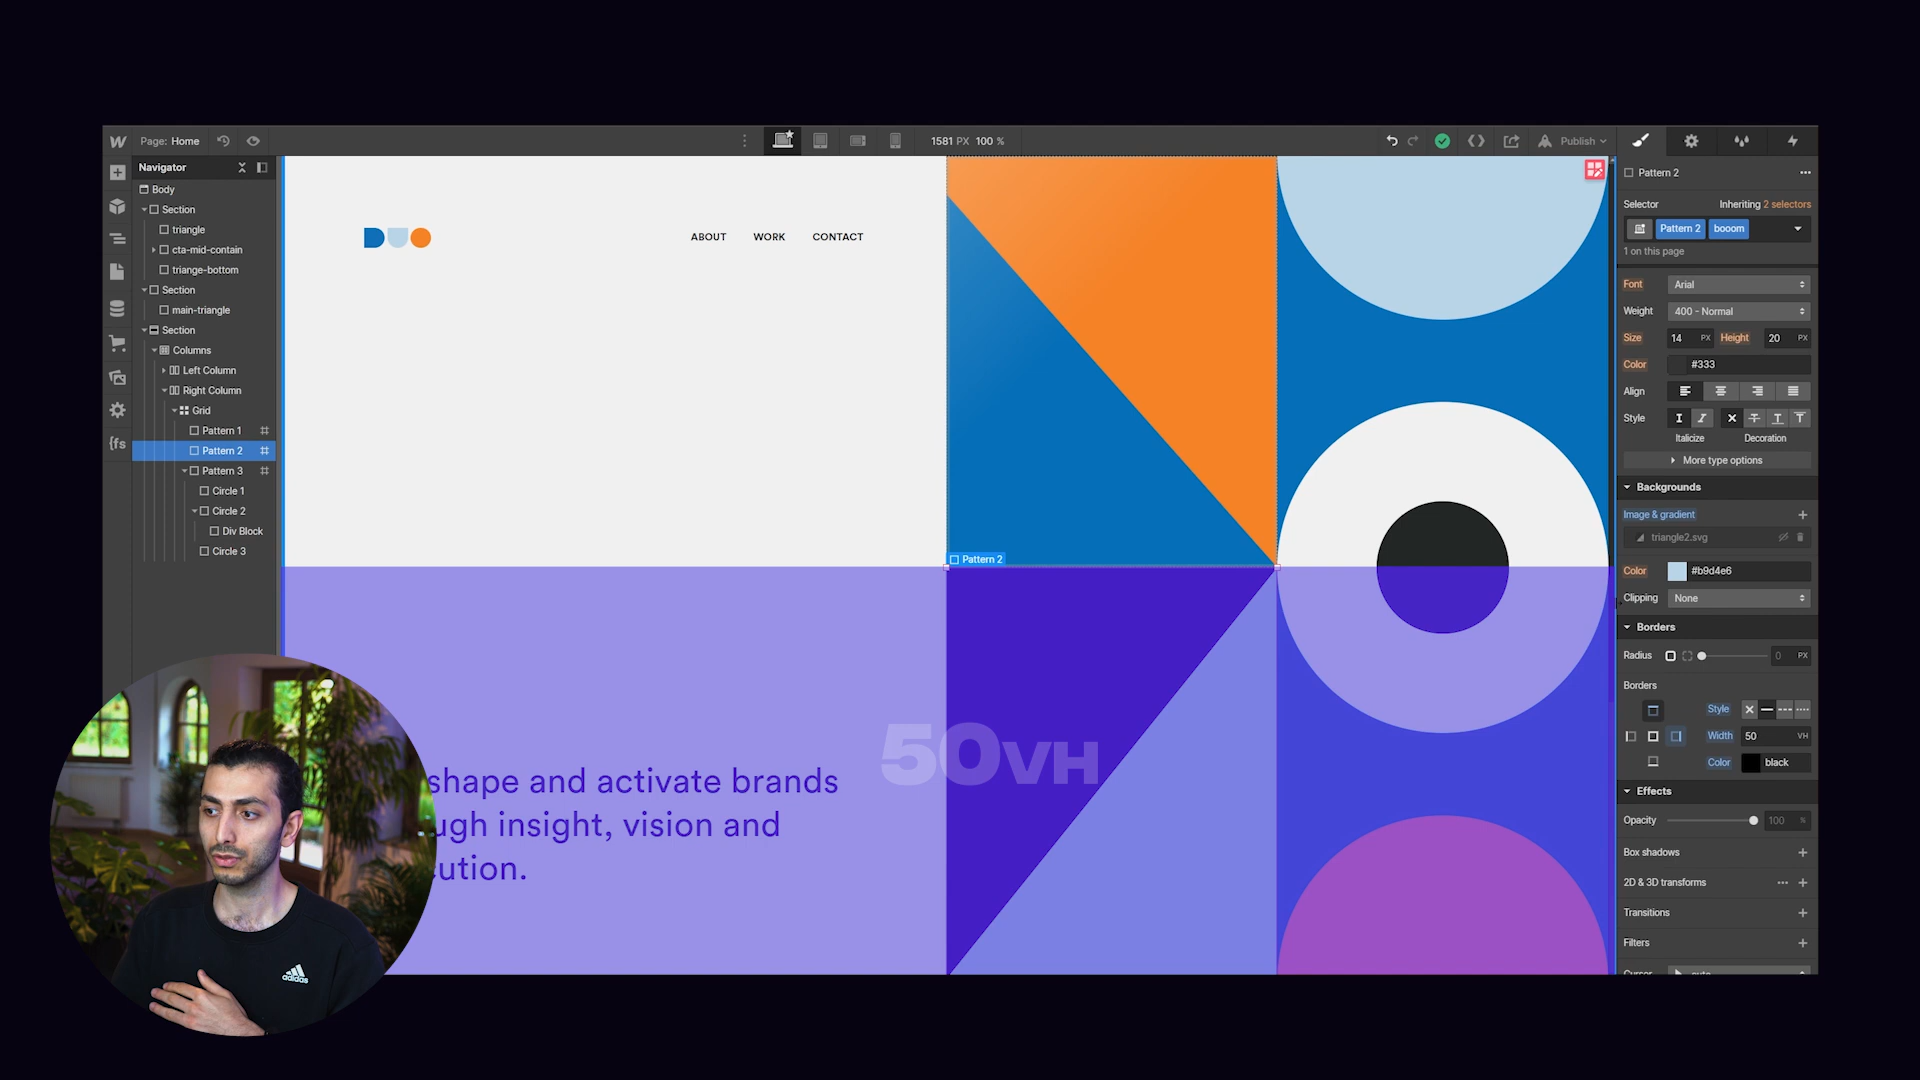 Page: Home
1581 PX 100 %
Publish
Navigator
Body
Section
triangle
cta-mid-contain
triange-bottom
Section
main-triangle
Section
Columns
Left Column
Right Column
Grid
Pattern 1
Pattern 2
Pattern 3
Circle 1
Circle 2
Div Block
Circle 3
{fs
DUO
ABOUT WORK CONTACT
Pattern 2
50VH
shape and activate brands
ugh insight, vision and
cution.
adidas
Pattern 2
Selector Inheriting 2 selectors
Pattern 2 booom
1 on this page
Font Arial
Weight 400 - Normal
Size 14 PX Height 20 PX
Color #333
Align
Style
Italicize Decoration
More type options
Backgrounds
Image & gradient
triangle2.svg
Color #b9d4e6
Clipping None
Borders
Radius 0 PX
Borders
Style
Width 50 VH
Color black
Effects
Opacity 100 %
Box shadows
2D & 3D transforms
Transitions
Filters
Cursor auto